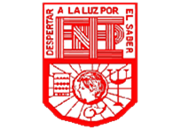 DESPERTAR A LA LUZ POR EL SABER
ENP